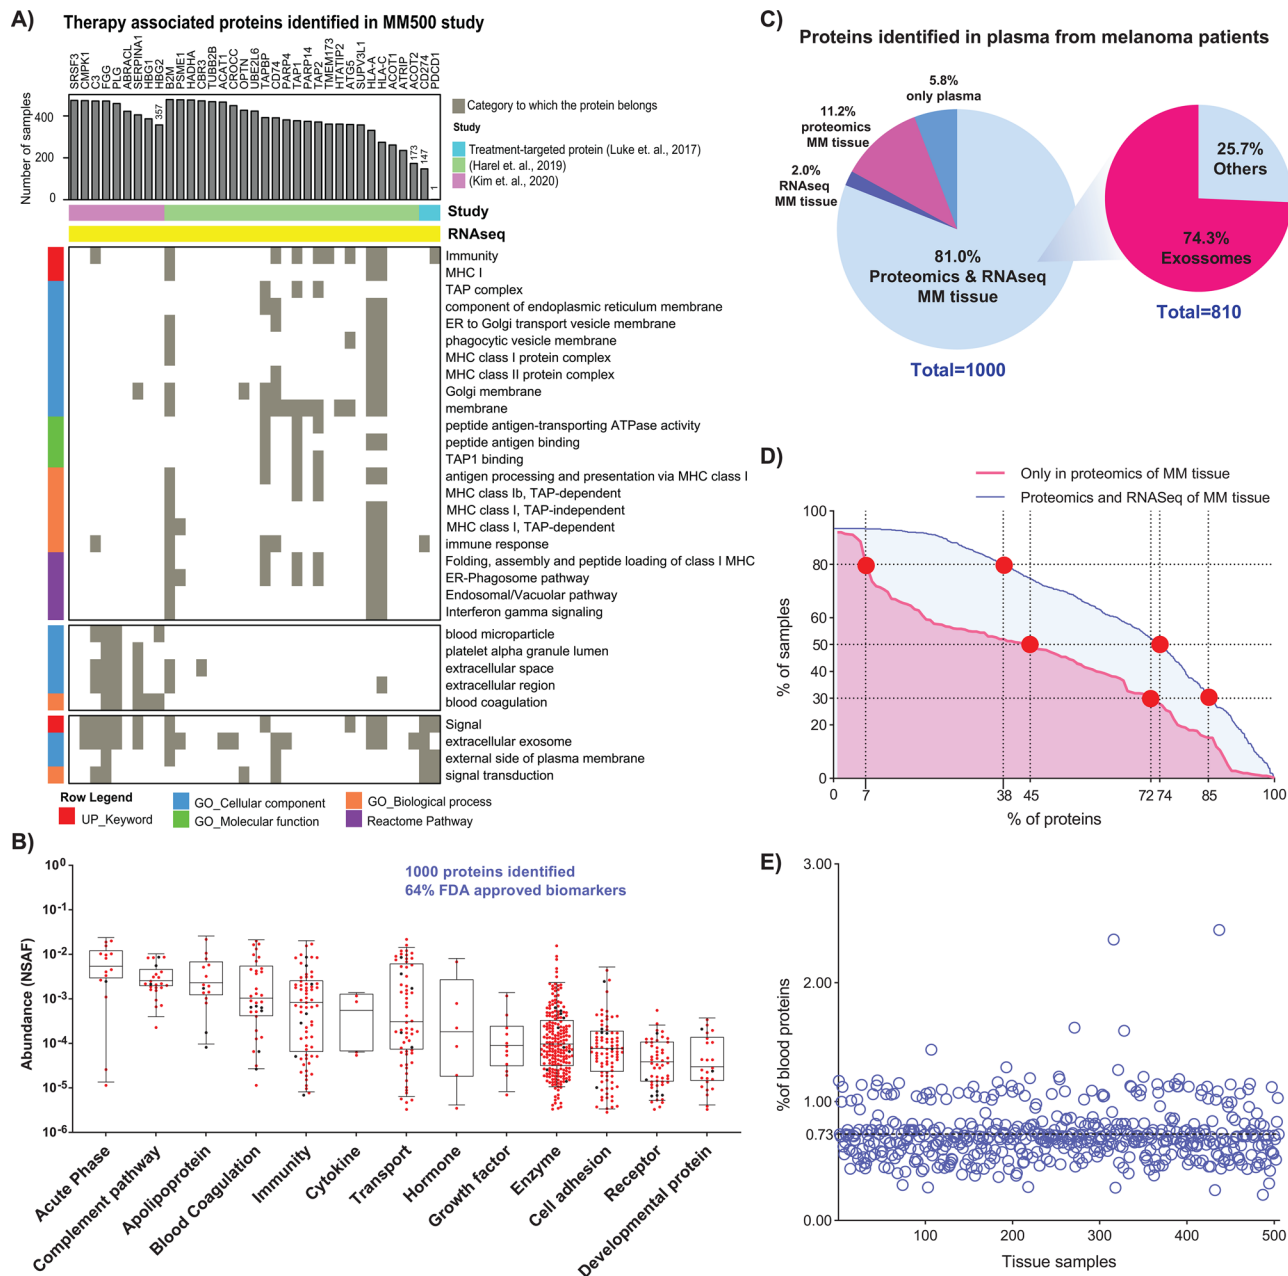 A)
Therapy associated proteins identified in MM500 study
SRSF3
CMPK1
C3
FGG
PLG
ABRACL
SERPINA1
HBG1
HBG2
B2M
PSME1
HADHA
CBR3
TUBB2B
ACAT1
CROCC
OPTN
UBE2L6
TAPBP
CD74
PARP4
TAP1
PARP14
TAP2
TMEM173
HTATIP2
ATG5
SUPV3L1
HLA-A
HLA-C
ACOT1
ATRIP
ACOT2
CD274
PDCD1
Number of samples
400
200
0
357
173
147
1
Category to which the protein belongs
Study
Treatment-targeted protein (Luke et. al., 2017)
(Harel et. al., 2019)
(Kim et al., 2020)
Study
RNAseq
Immunity
MHC I
TAP complex
component of endoplasmic reticulum membrane
ER to Golgi transport vesicle membrane
phagocytic vesicle membrane
MHC class I protein complex
MHC class II protein complex
Golgi membrane
membrane
peptide antigen-transporting ATPase activity
peptide antigen binding
TAP1 binding
antigen processing and presentation via MHC class I
MHC class Ib, TAP-dependent
MHC class I, TAP-independent
MHC class I, TAP-dependent
immune response
Folding, assembly and peptide loading of class I MHC
ER-Phagosome pathway
Endosomal/Vacuolar pathway
Interferon gamma signaling
blood microparticle
platelet alpha granule lumen
extracellular space
extracellular region
blood coagulation
Signal
extracellular exosome
external side of plasma membrane
signal transduction
Row Legend
UP_Keyword
GO_Cellular component
GO_Molecular function
GO_Biological process
Reactome Pathway
B)
1000 proteins identified
64% FDA approved biomarkers
Abundance (NSAF)
10⁰
10⁻¹
10⁻²
10⁻³
10⁻⁴
10⁻⁵
10⁻⁶
Acute Phase
Complement pathway
Apolipoprotein
Blood Coagulation
Immunity
Cytokine
Transport
Hormone
Growth factor
Enzyme
Cell adhesion
Receptor
Developmental protein
C)
Proteins identified in plasma from melanoma patients
5.8%
only plasma
11.2%
proteomics
MM tissue
2.0%
RNAseq
MM tissue
81.0%
Proteomics & RNAseq
MM tissue
Total=1000
25.7%
Others
74.3%
Exossomes
Total=810
D)
Only in proteomics of MM tissue
Proteomics and RNASeq of MM tissue
% of samples
100
80
60
50
40
30
20
0
0 7 38 45 72 74 85 100
% of proteins
E)
%of blood proteins
3.00
2.00
1.00
0.73
0.00
100 200 300 400 500
Tissue samples